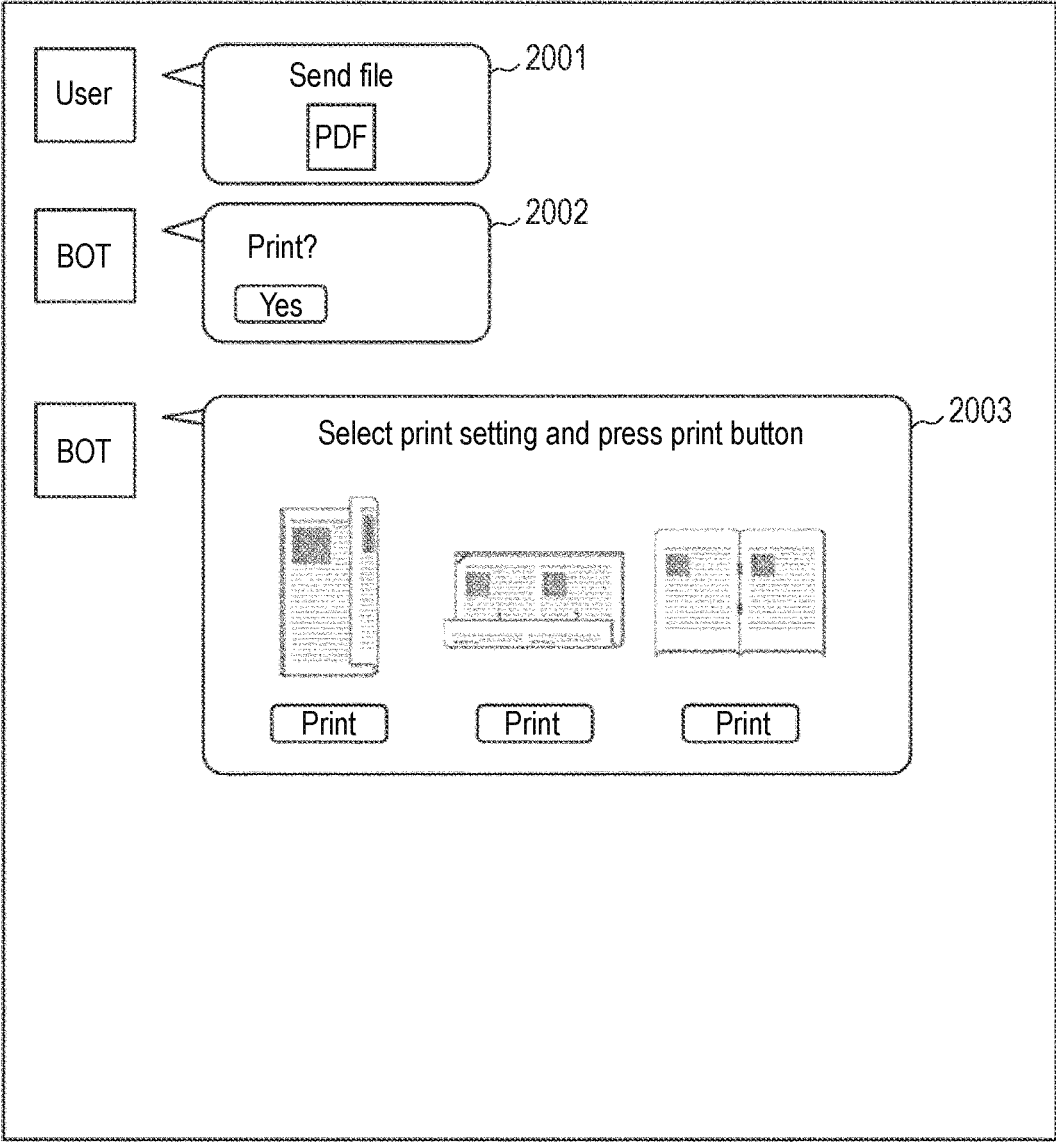 User
Send file
PDF
2001
BOT
Print?
Yes
2002
BOT
Select print setting and press print button
2003
Print Print Print